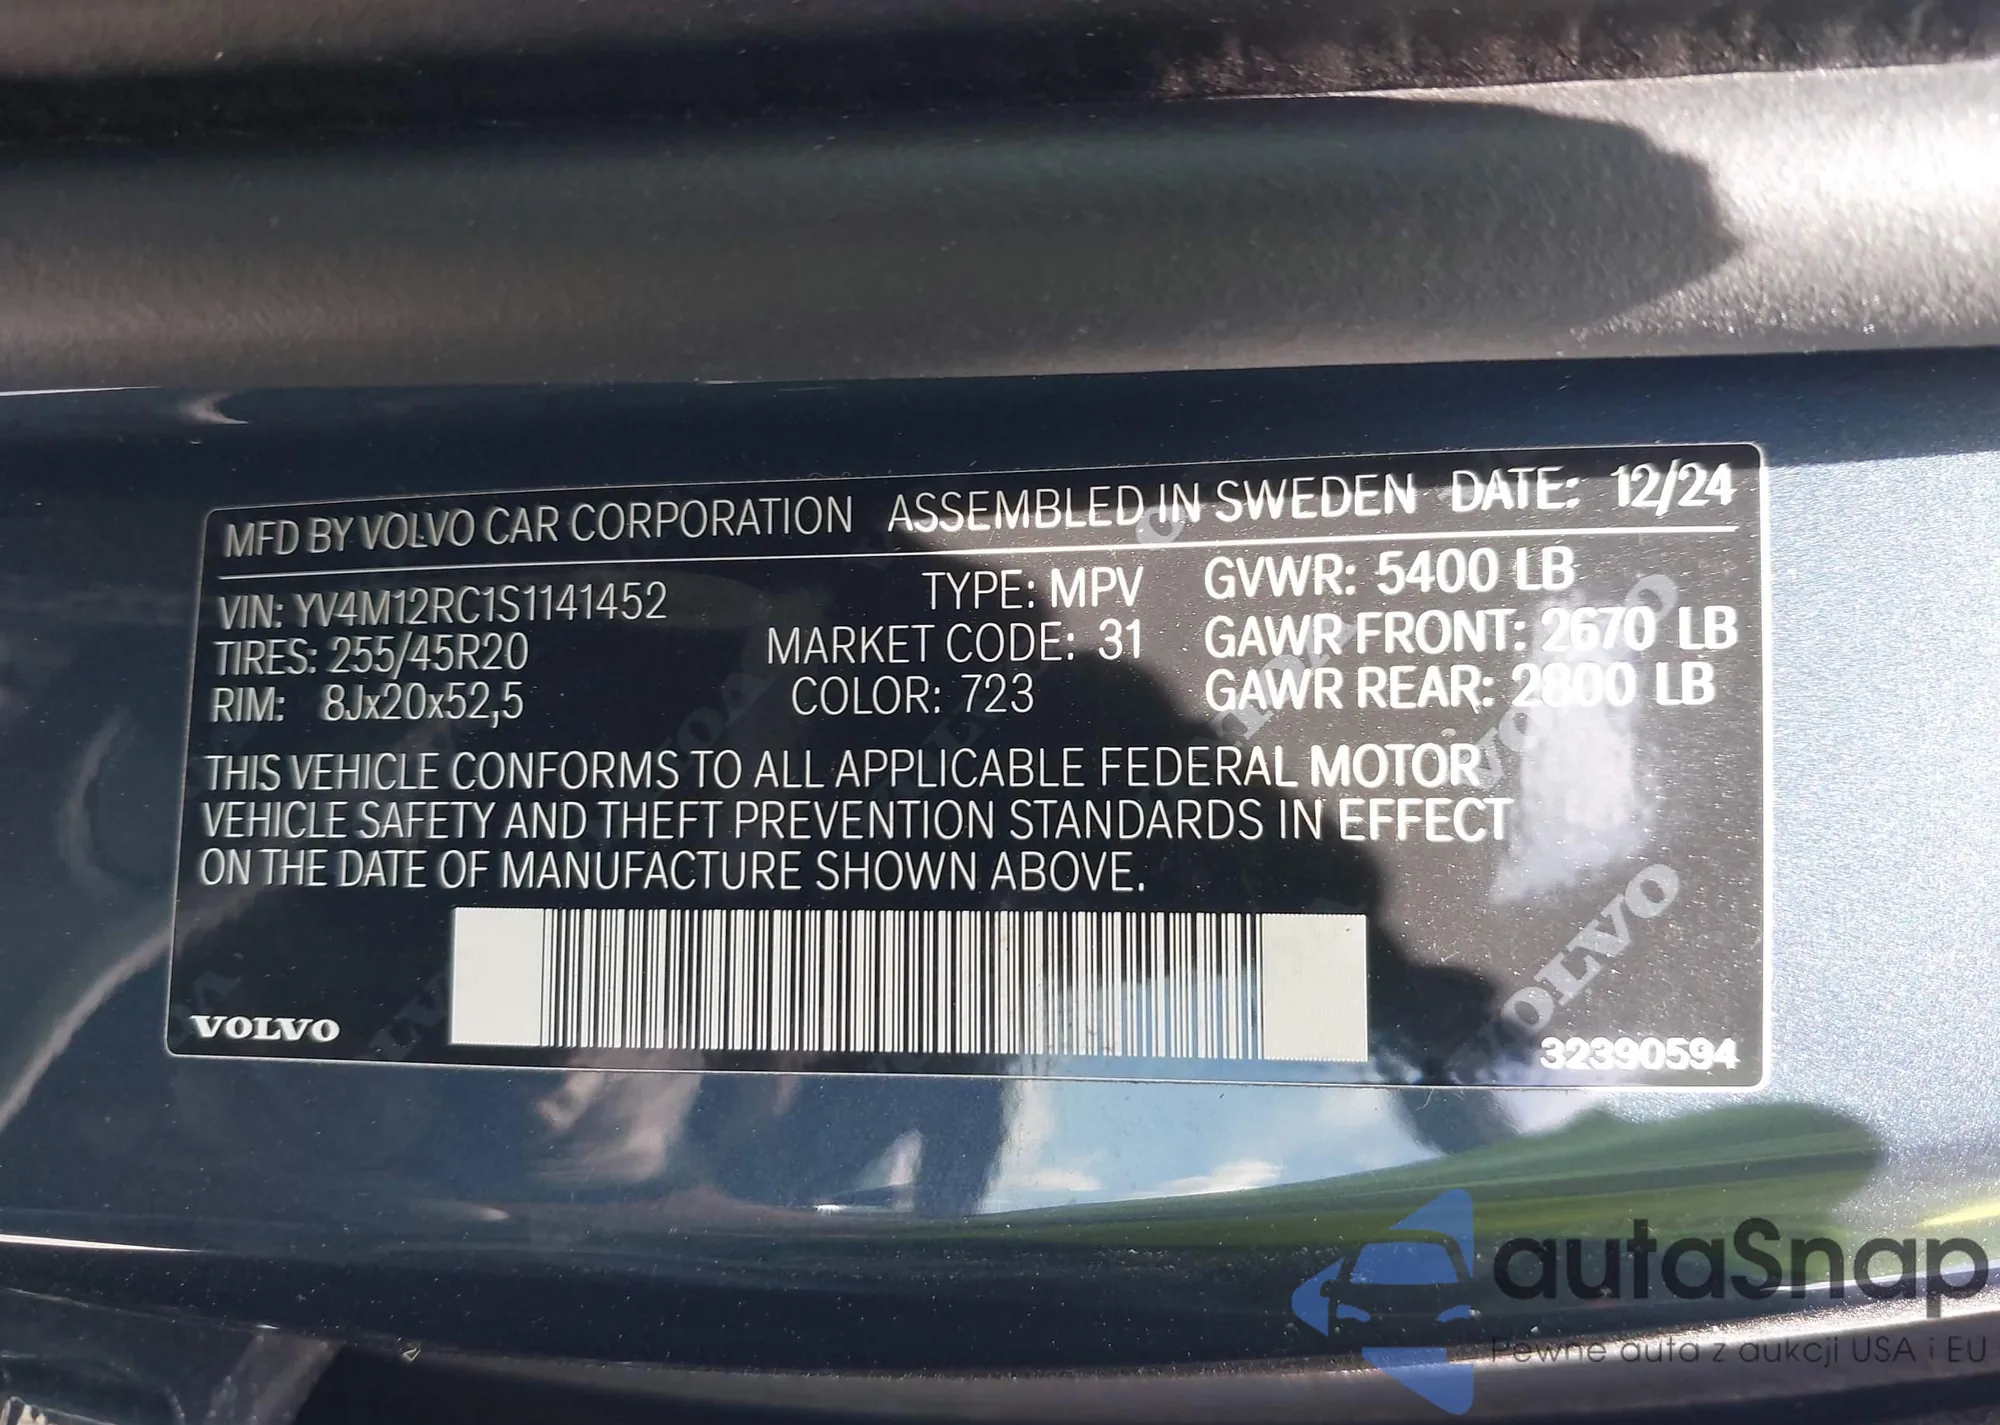 MFD BY VOLVO CAR CORPORATION ASSEMBLED IN SWEDEN DATE: 12/24
VIN: YV4M12RC1S1141452 TYPE: MPV GVWR: 5400 LB
TIRES: 255/45R20 MARKET CODE: 31 GAWR FRONT: 2670 LB
RIM: 8Jx20x52,5 COLOR: 723 GAWR REAR: 2800 LB
THIS VEHICLE CONFORMS TO ALL APPLICABLE FEDERAL MOTOR
VEHICLE SAFETY AND THEFT PREVENTION STANDARDS IN EFFECT
ON THE DATE OF MANUFACTURE SHOWN ABOVE.
VOLVO
VOLVO
32390594
autaSnap
Pewne auta z aukcji USA i EU